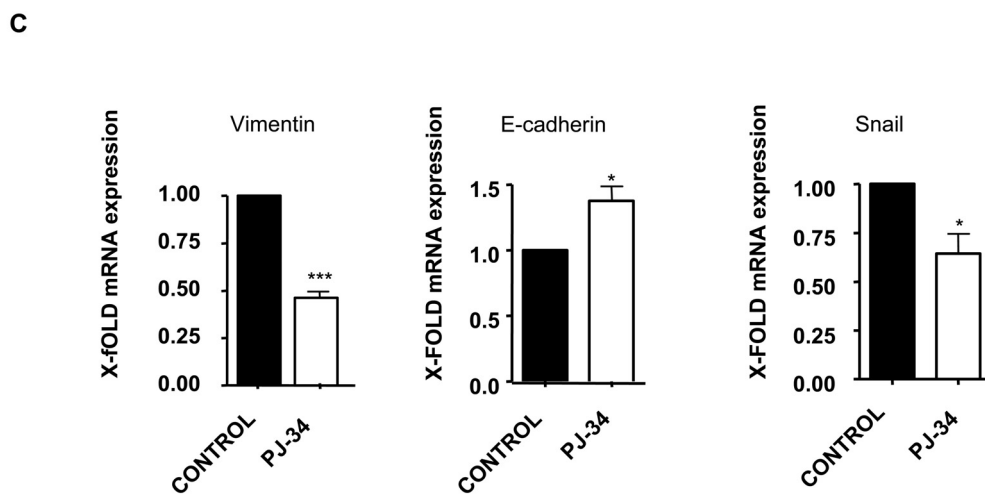 C
Vimentin
X-fOLD mRNA expression
1.00
0.75
0.50
0.25
0.00
***
CONTROL
PJ-34
E-cadherin
X-FOLD mRNA expression
1.5
1.0
0.5
0.0
*
CONTROL
PJ-34
Snail
X-FOLD mRNA expression
1.00
0.75
0.50
0.25
0.00
*
CONTROL
PJ-34